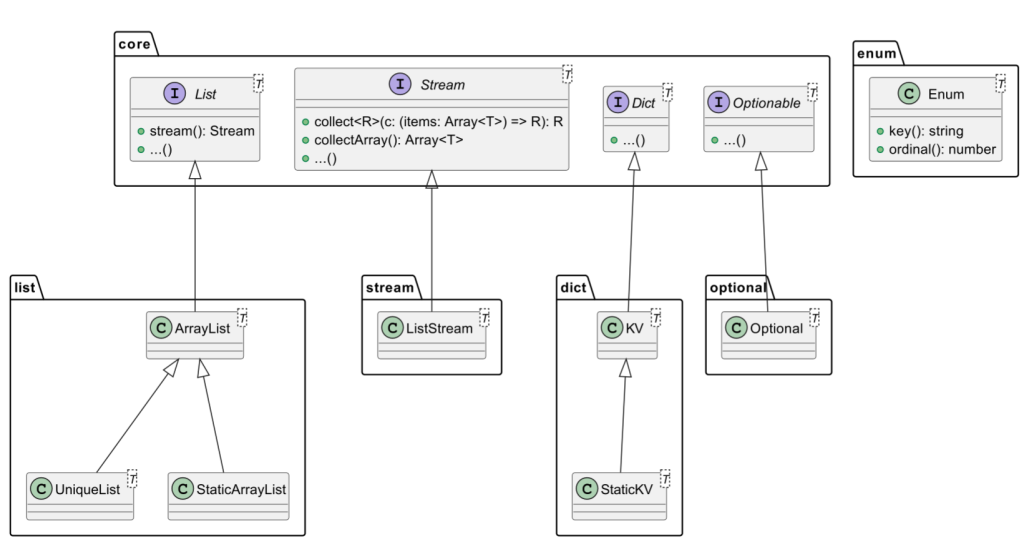 core
I List T
stream(): Stream
...()
I Stream T
collect<R>(c: (items: Array<T>) => R): R
collectArray(): Array<T>
...()
I Dict T
...()
I Optionable T
...()
enum
C Enum T
key(): string
ordinal(): number
list
C ArrayList T
C UniqueList T
C StaticArrayList
stream
C ListStream T
dict
C KV T
C StaticKV T
optional
C Optional T